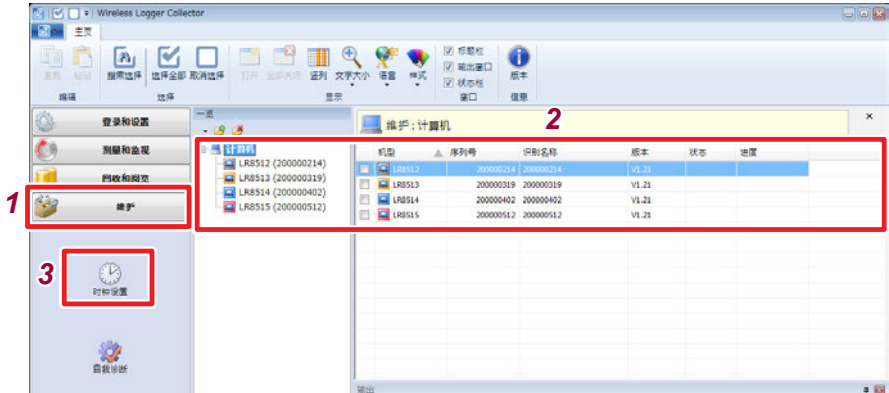 Wireless Logger Collector
主页
复制 粘贴 搜索选择 选择全部 取消选择 打开 全部关闭 竖列 文字大小 语言 样式 版本
标题栏
输出窗口
状态栏
编辑 选择 显示 窗口 信息
登录和设置
测量和监视
回收和阅览
维护
时钟设置
自我诊断
一览
计算机
LR8512 (200000214)
LR8513 (200000319)
LR8514 (200000402)
LR8515 (200000512)
维护:计算机
机型 序列号 识别名称 版本 状态 进度
LR8512 200000214 200000214 V1.21
LR8513 200000319 200000319 V1.21
LR8514 200000402 200000402 V1.21
LR8515 200000512 200000512 V1.21
输出
1
2
3